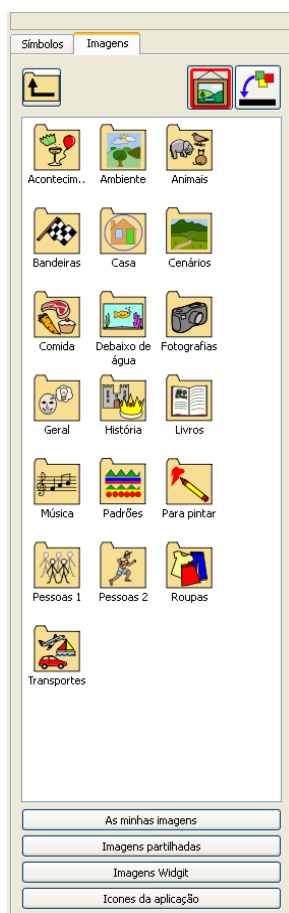 Símbolos Imagens
Acontecim.. Ambiente Animais
Bandeiras Casa Cenários
Comida Debaixo de água Fotografias
Geral História Livros
Música Padrões Para pintar
Pessoas 1 Pessoas 2 Roupas
Transportes
As minhas imagens
Imagens partilhadas
Imagens Widgit
Icones da aplicação